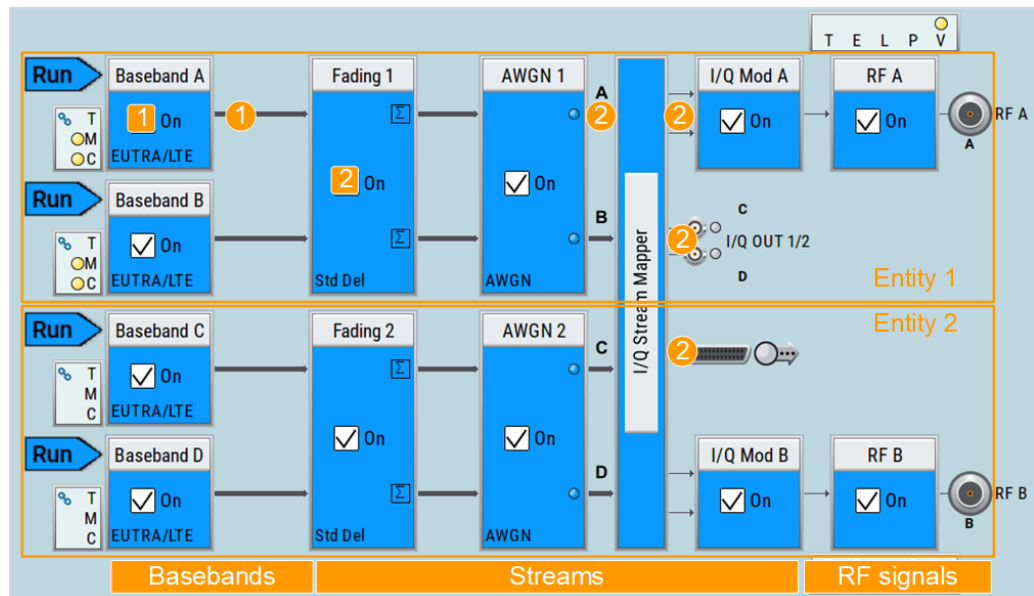 T E L P V
Run Baseband A Fading 1 AWGN 1 I/Q Mod A RF A
A
T 1 On 1 Σ 2 2 On On RF A
M
C EUTRA/LTE A
2 On On
Run Baseband B
B C
T On Σ 2 I/Q OUT 1/2
M
C EUTRA/LTE Std Del AWGN D Entity 1
I/Q Stream Mapper
Run Baseband C Fading 2 AWGN 2 Entity 2
C
T On Σ 2
M
C EUTRA/LTE
On On
Run Baseband D I/Q Mod B RF B
D
T On Σ On On RF B
M
C EUTRA/LTE Std Del AWGN B
Basebands Streams RF signals